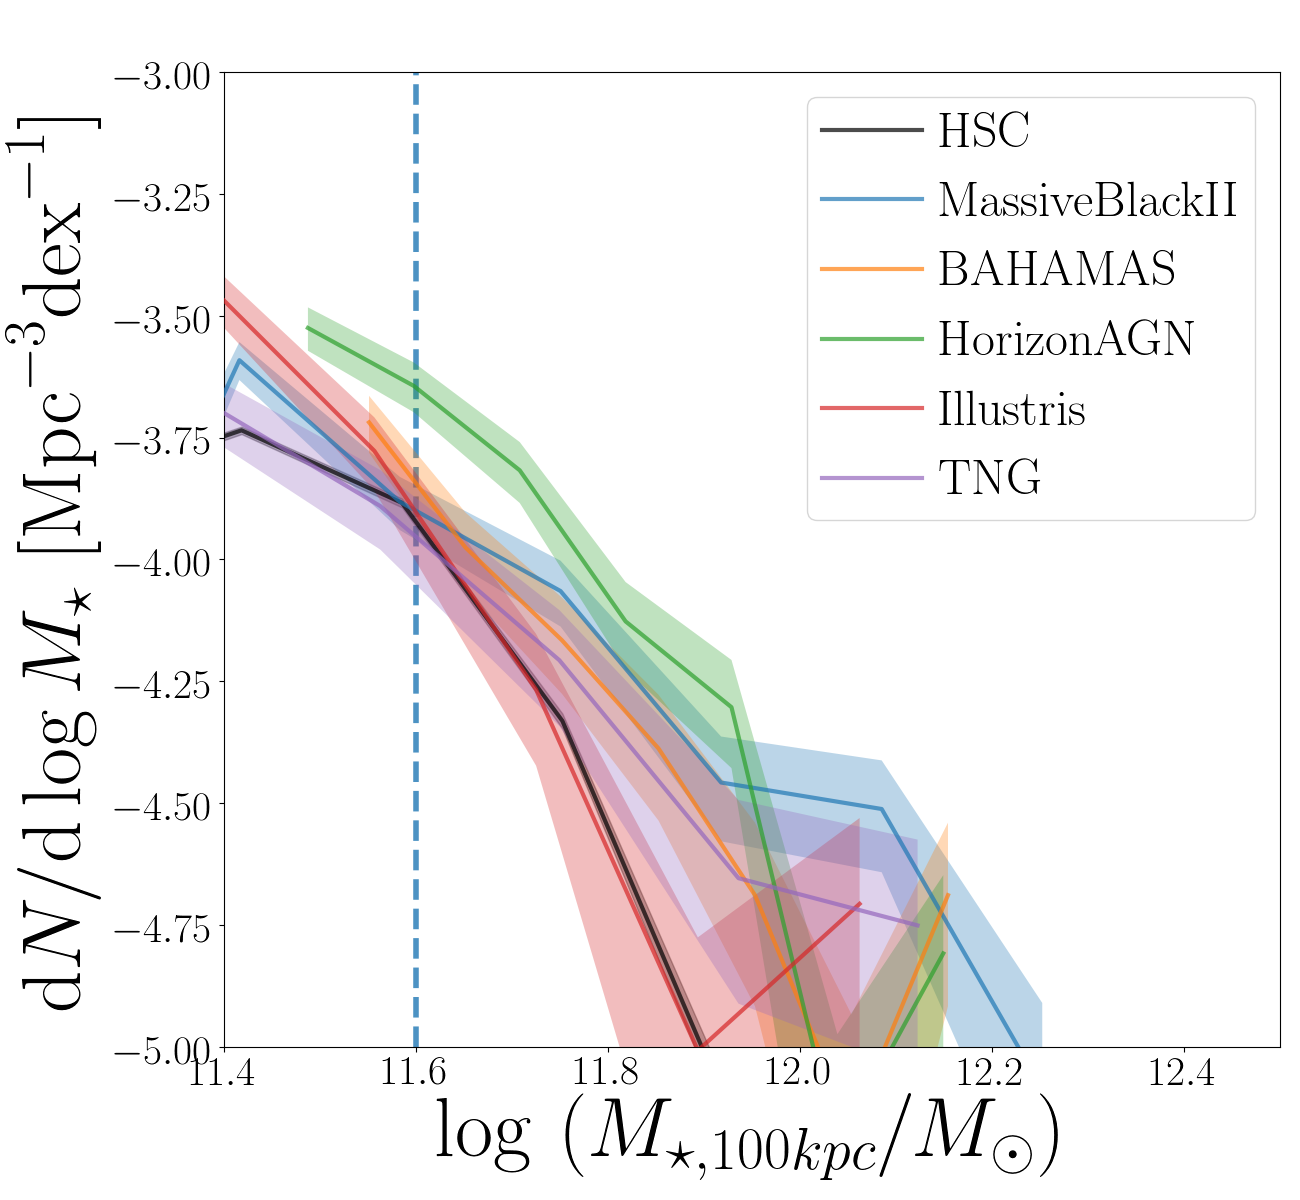 d𝑁/d log 𝑀⋆ [Mpc⁻³dex⁻¹]
−3.00
−3.25
−3.50
−3.75
−4.00
−4.25
−4.50
−4.75
−5.00
HSC
MassiveBlackII
BAHAMAS
HorizonAGN
Illustris
TNG
11.4 11.6 11.8 12.0 12.2 12.4
log (𝑀⋆,100kpc/𝑀⊙)